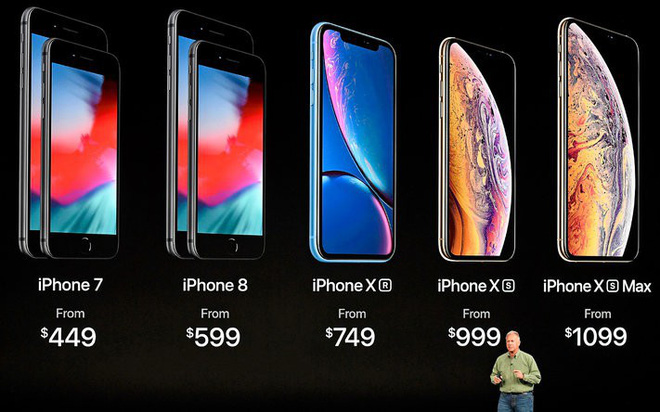 iPhone 7
From
$449
iPhone 8
From
$599
iPhone XR
From
$749
iPhone XS
From
$999
iPhone XS Max
From
$1099